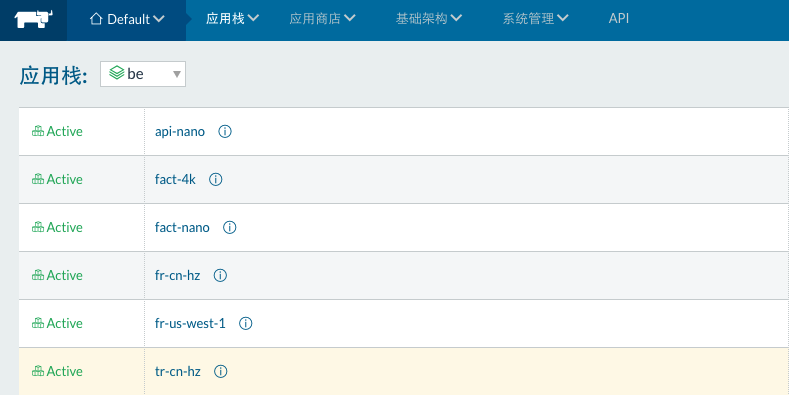 Default 应用栈 应用商店 基础架构 系统管理 API
应用栈: be
Active api-nano
Active fact-4k
Active fact-nano
Active fr-cn-hz
Active fr-us-west-1
Active tr-cn-hz